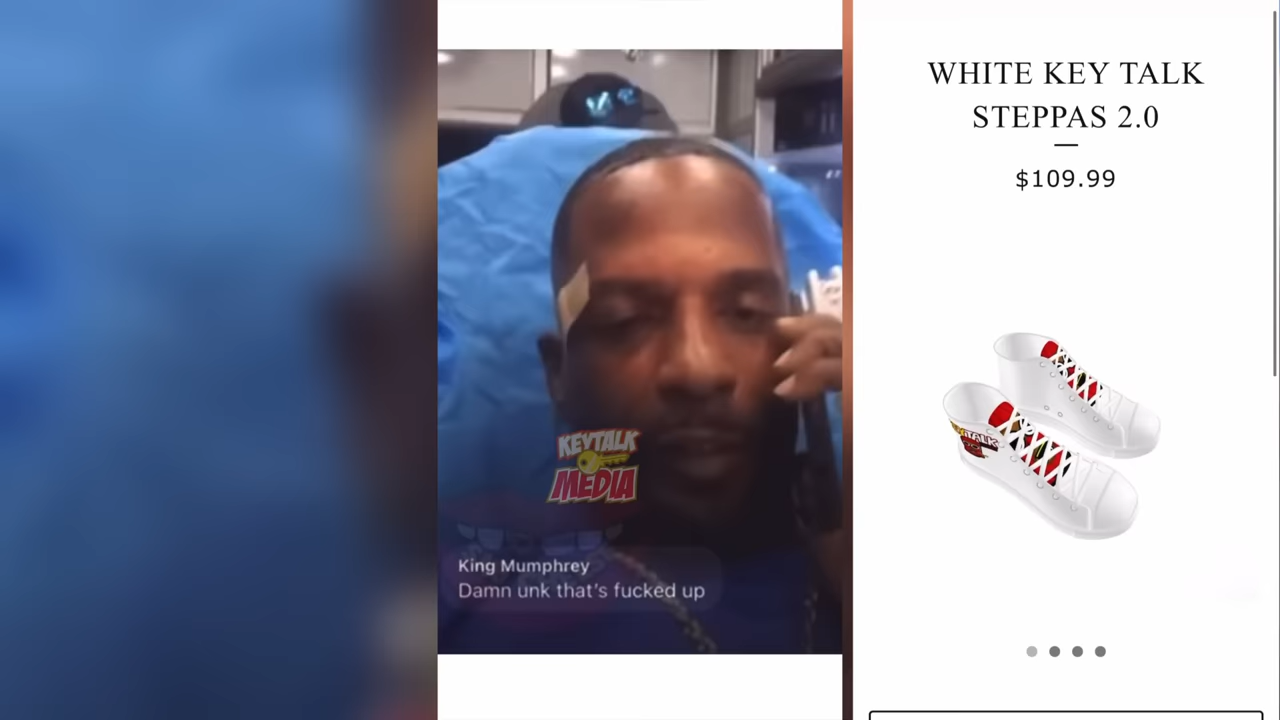 KEYTALK
MEDIA
King Mumphrey
Damn unk that's fucked up
WHITE KEY TALK
STEPPAS 2.0
$109.99